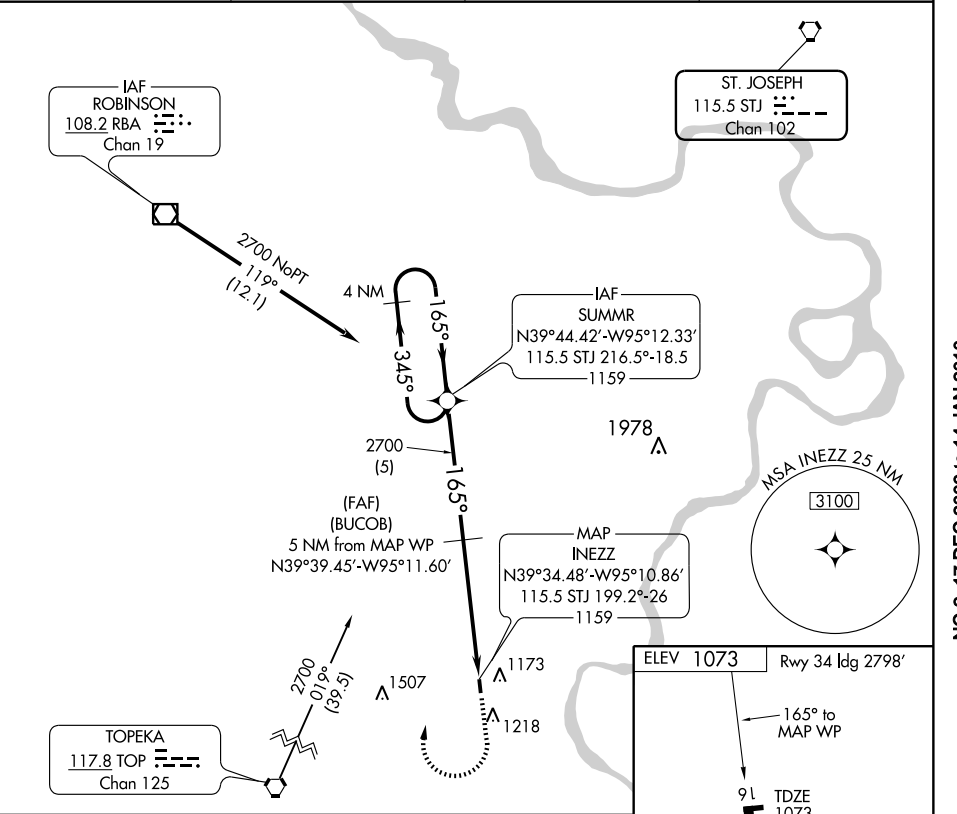 IAF
ROBINSON
108.2 RBA
Chan 19
ST. JOSEPH
115.5 STJ
Chan 102
2700 NoPT
119°
(12.1)
4 NM
165°
345°
IAF
SUMMR
N39°44.42'-W95°12.33'
115.5 STJ 216.5°-18.5
1159
1978
2700
(5)
165°
(FAF)
(BUCOB)
5 NM from MAP WP
N39°39.45'-W95°11.60'
MAP
INEZZ
N39°34.48'-W95°10.86'
115.5 STJ 199.2°-26
1159
MSA INEZZ 25 NM
3100
2700
019°
(39.5)
1507
1173
1218
TOPEKA
117.8 TOP
Chan 125
ELEV 1073
Rwy 34 ldg 2798'
165° to
MAP WP
16
TDZE
1073